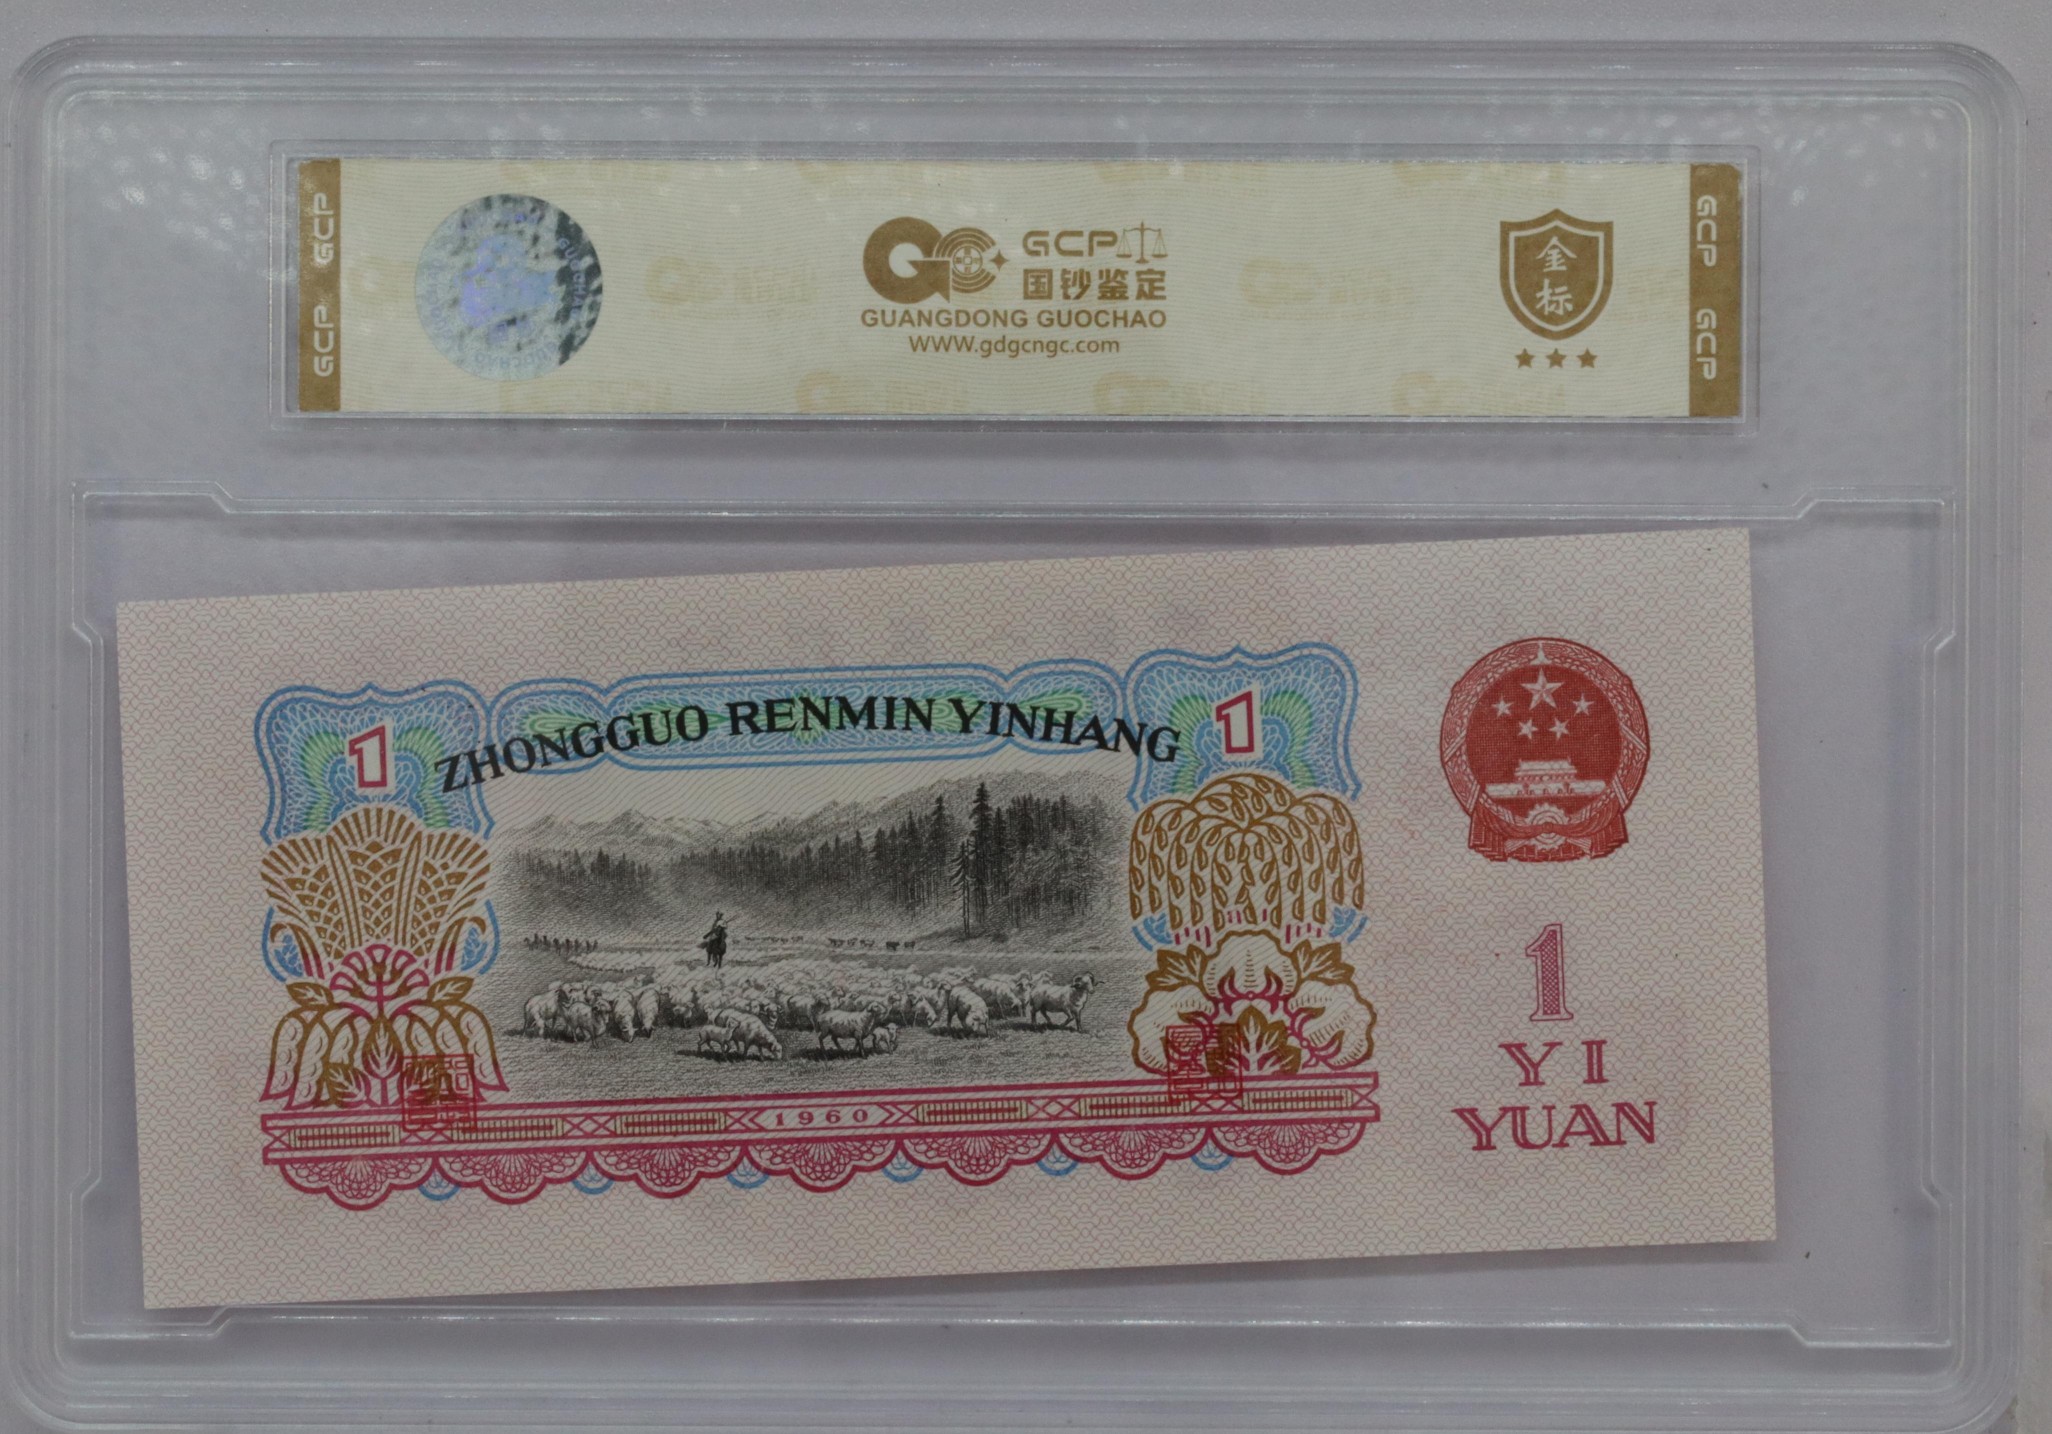 GCP 国钞鉴定
GUANGDONG GUOCHAO
www.gdgcngc.com
金标
GCP GCP
GCP GCP
1 ZHONGGUO RENMIN YINHANG 1
1960
1
YI
YUAN